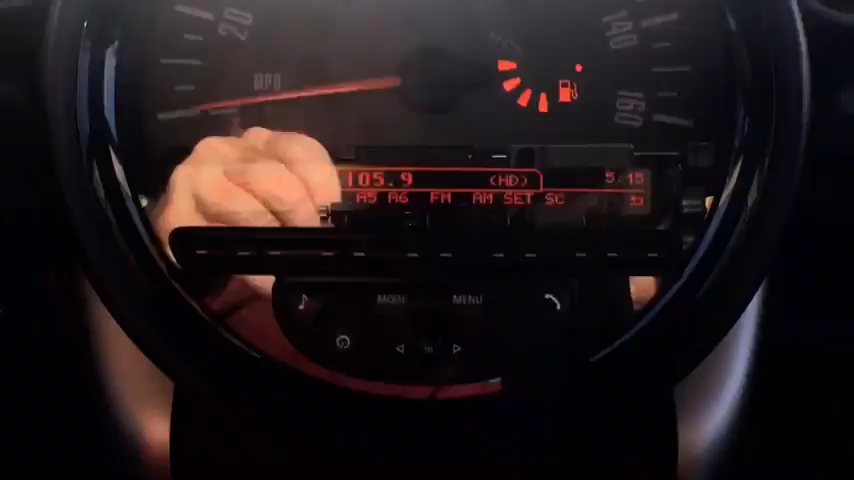 20
140
MPH
160
105.9 (HD) 5/15
A5 A6 FM AM SET SC
MODE MENU